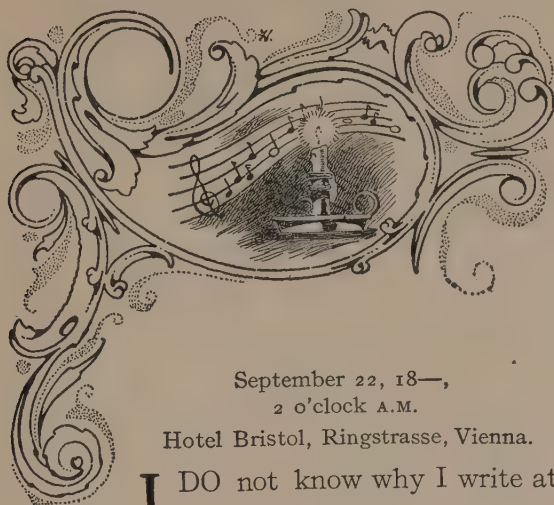 September 22, 18—,
2 o'clock A.M.
Hotel Bristol, Ringstrasse, Vienna.
I DO not know why I write at